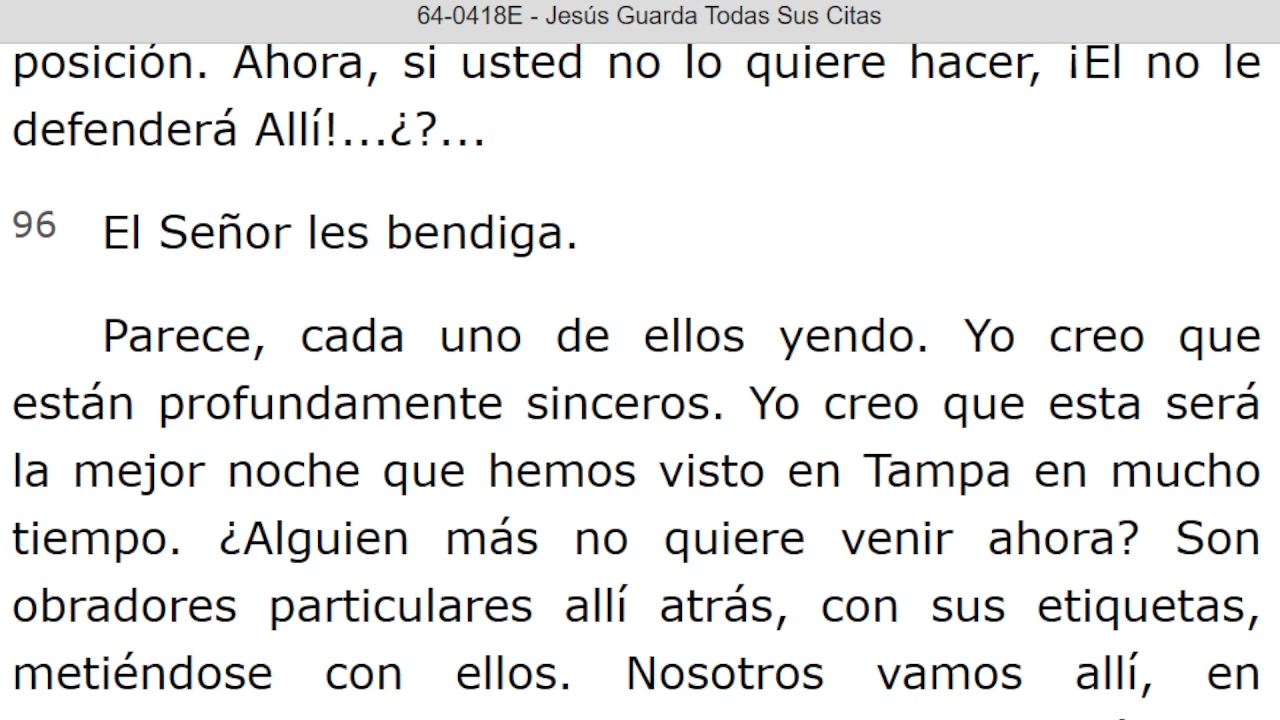 64-0418E - Jesús Guarda Todas Sus Citas
posición. Ahora, si usted no lo quiere hacer, ¡El no le
defenderá Allí!...¿?...
96 El Señor les bendiga.
Parece, cada uno de ellos yendo. Yo creo que
están profundamente sinceros. Yo creo que esta será
la mejor noche que hemos visto en Tampa en mucho
tiempo. ¿Alguien más no quiere venir ahora? Son
obradores particulares allí atrás, con sus etiquetas,
metiéndose con ellos. Nosotros vamos allí, en